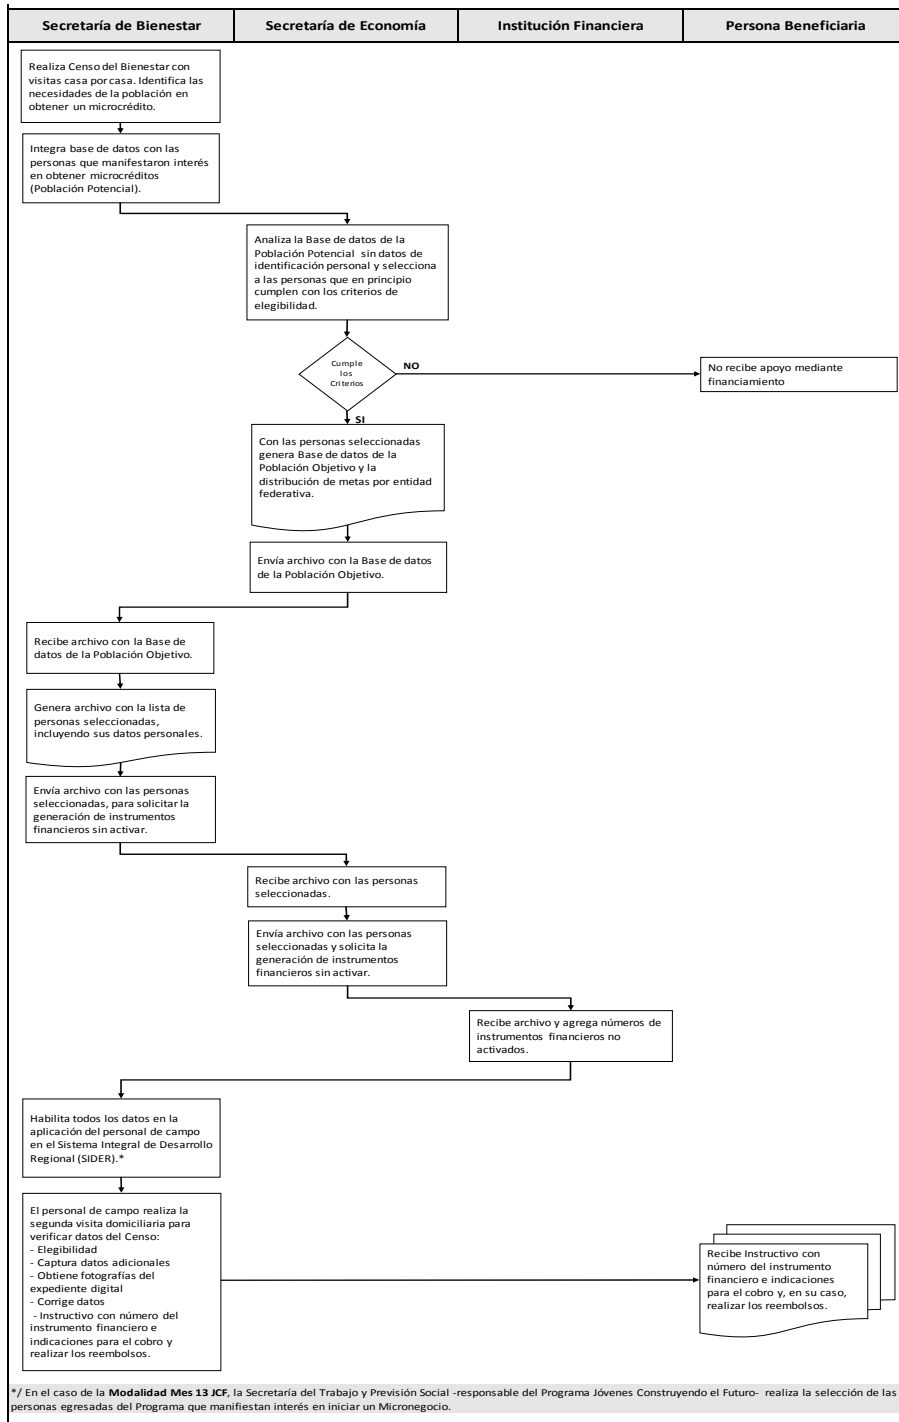 Secretaría de Bienestar
Secretaría de Economía
Institución Financiera
Persona Beneficiaria
Realiza Censo del Bienestar con
visitas casa por casa. Identifica las
necesidades de la población en
obtener un microcrédito.
Integra base de datos con las
personas que manifestaron interés
en obtener microcréditos
(Población Potencial).
Analiza la Base de datos de la
Población Potencial sin datos de
identificación personal y selecciona
a las personas que en principio
cumplen con los criterios de
elegibilidad.
Cumple
los
Criterios
NO
No recibe apoyo mediante
financiamiento
SI
Con las personas seleccionadas
genera Base de datos de la
Población Objetivo y la
distribución de metas por entidad
federativa.
Envía archivo con la Base de datos
de la Población Objetivo.
Recibe archivo con la Base de
datos de la Población Objetivo.
Genera archivo con la lista de
personas seleccionadas,
incluyendo sus datos personales.
Envía archivo con las personas
seleccionadas, para solicitar la
generación de instrumentos
financieros sin activar.
Recibe archivo con las personas
seleccionadas.
Envía archivo con las personas
seleccionadas y solicita la
generación de instrumentos
financieros sin activar.
Recibe archivo y agrega números de
instrumentos financieros no
activados.
Habilita todos los datos en la
aplicación del personal de campo
en el Sistema Integral de Desarrollo
Regional (SIDER).*
El personal de campo realiza la
segunda visita domiciliaria para
verificar datos del Censo:
- Elegibilidad
- Captura datos adicionales
- Obtiene fotografías del
expediente digital
- Corrige datos
- Instructivo con número del
instrumento financiero e
indicaciones para el cobro y
realizar los reembolsos.
Recibe Instructivo con
número del instrumento
financiero e indicaciones
para el cobro y, en su caso,
realizar los reembolsos.
*/ En el caso de la Modalidad Mes 13 JCF, la Secretaría del Trabajo y Previsión Social -responsable del Programa Jóvenes Construyendo el Futuro- realiza la selección de las
personas egresadas del Programa que manifiestan interés en iniciar un Micronegocio.